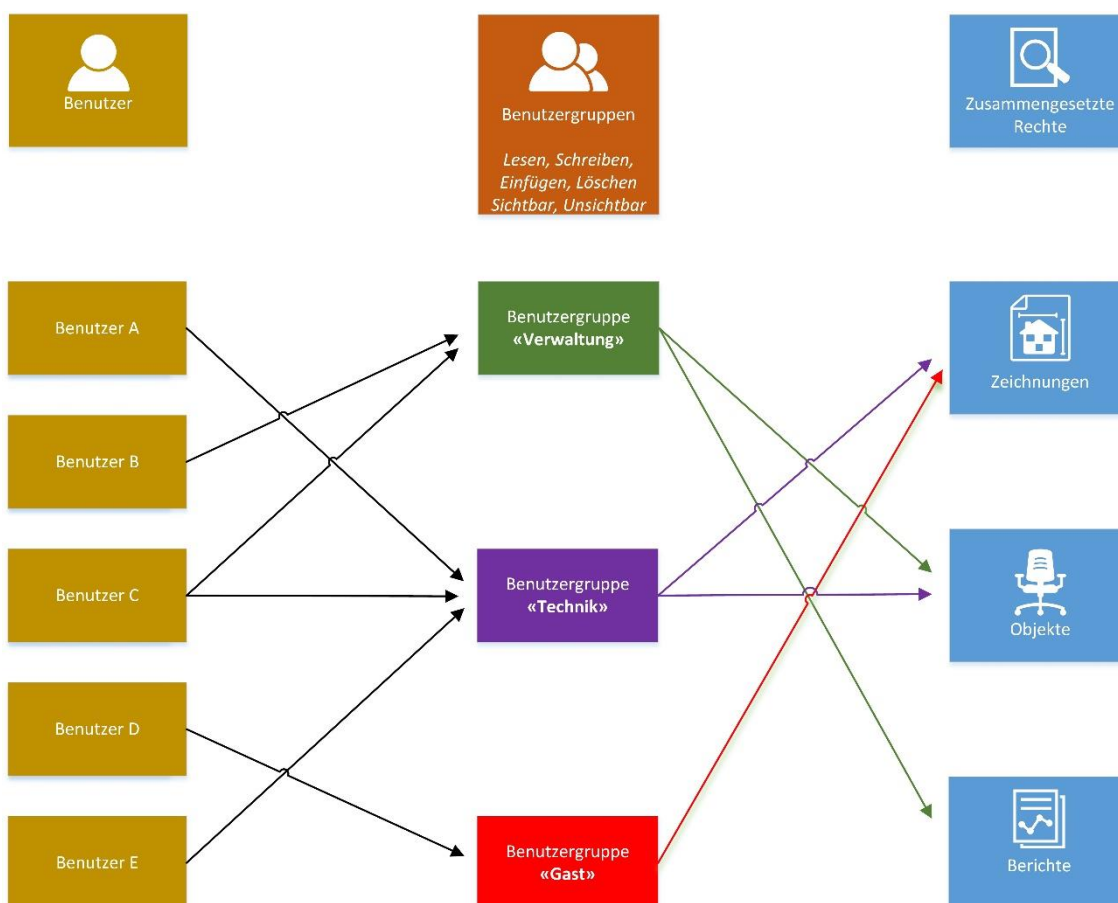 Benutzer
Benutzergruppen
Lesen, Schreiben,
Einfügen, Löschen
Sichtbar, Unsichtbar
Zusammengesetzte
Rechte
Benutzer A
Benutzergruppe
«Verwaltung»
Zeichnungen
Benutzer B
Benutzer C
Benutzergruppe
«Technik»
Objekte
Benutzer D
Benutzer E
Benutzergruppe
«Gast»
Berichte